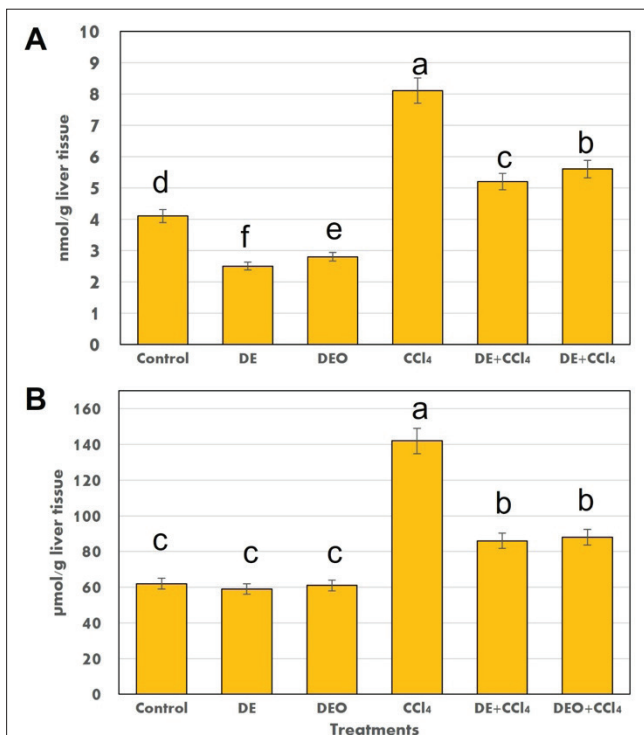 A
10
9
8
7
6
5
4
3
2
1
0
nmol/g liver tissue
d
f
e
a
c
b
Control DE DEO CCl₄ DE+CCl₄ DE+CCl₄
B
160
140
120
100
80
60
40
20
0
µmol/g liver tissue
c
c
c
a
b
b
Control DE DEO CCl₄ DE+CCl₄ DEO+CCl₄
Treatments